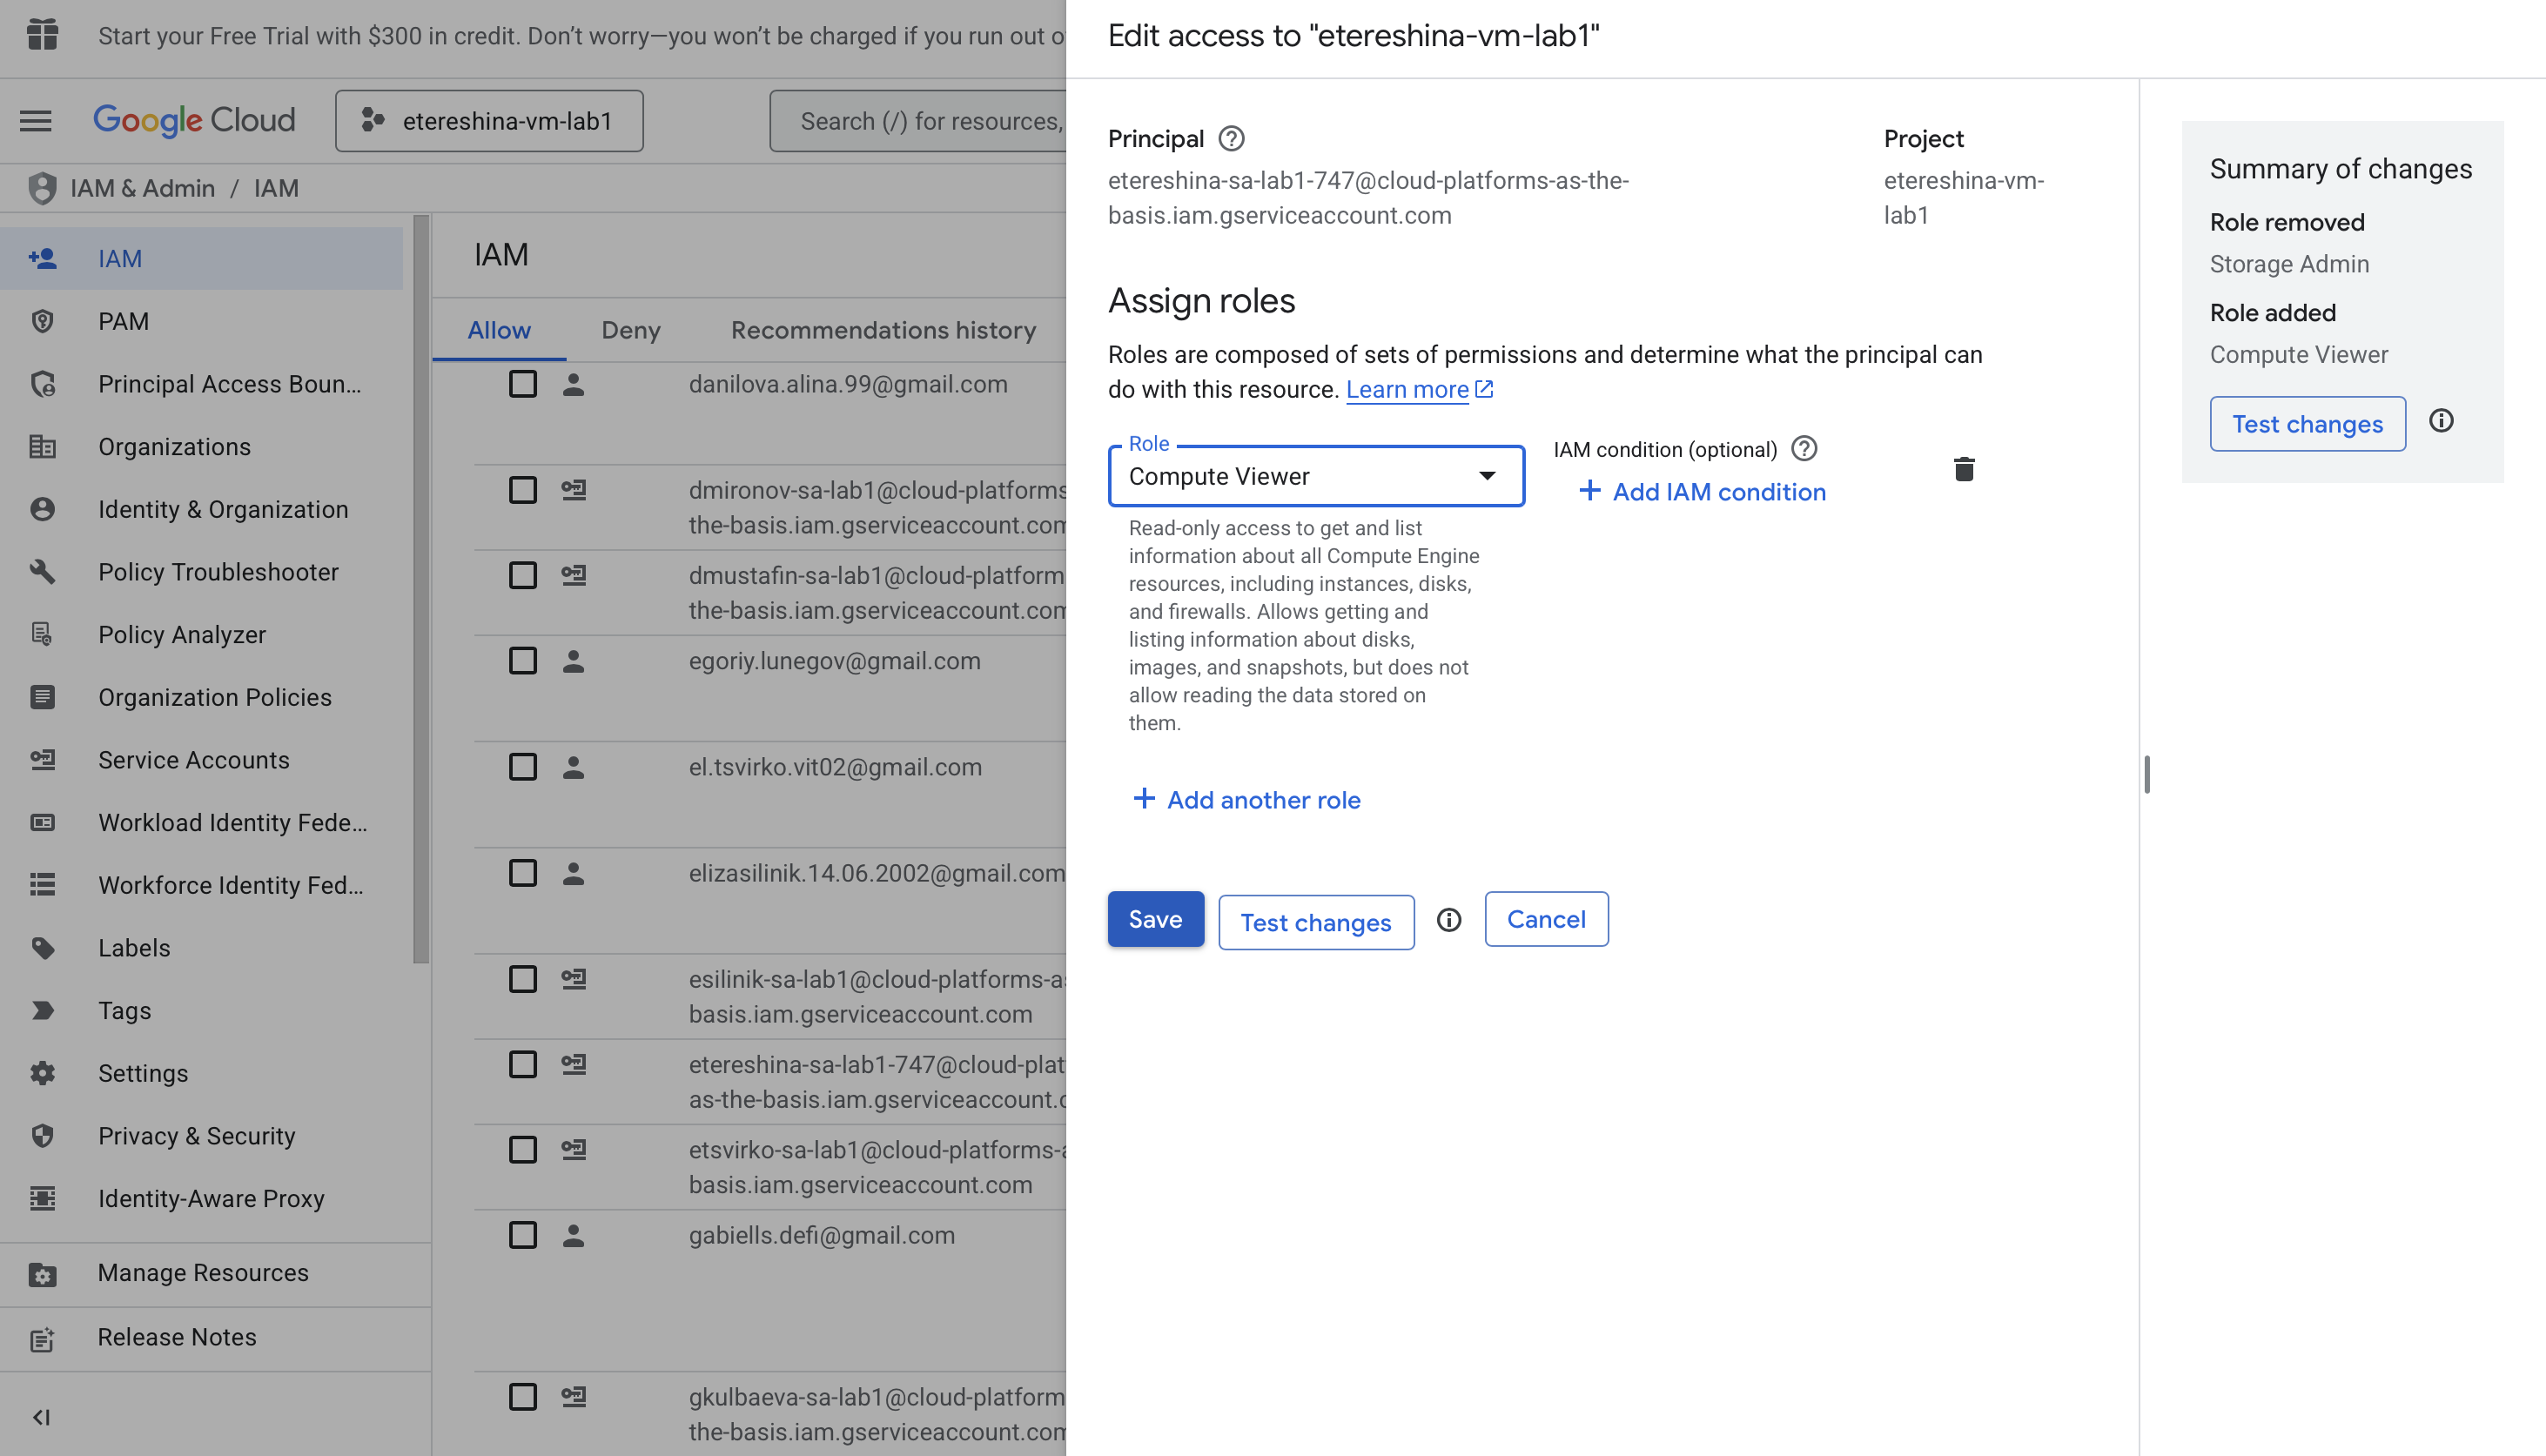 Start your Free Trial with $300 in credit. Don't worry—you won't be charged if you run out o
Google Cloud
etereshina-vm-lab1
Search (/) for resources,
IAM & Admin / IAM
IAM
PAM
Principal Access Boun...
Organizations
Identity & Organization
Policy Troubleshooter
Policy Analyzer
Organization Policies
Service Accounts
Workload Identity Fede...
Workforce Identity Fed...
Labels
Tags
Settings
Privacy & Security
Identity-Aware Proxy
Manage Resources
Release Notes
IAM
Allow
Deny
Recommendations history
danilova.alina.99@gmail.com
dmironov-sa-lab1@cloud-platforms
the-basis.iam.gserviceaccount.com
dmustafin-sa-lab1@cloud-platform
the-basis.iam.gserviceaccount.com
egoriy.lunegov@gmail.com
el.tsvirko.vit02@gmail.com
elizasilinik.14.06.2002@gmail.com
esilinik-sa-lab1@cloud-platforms-as
basis.iam.gserviceaccount.com
etereshina-sa-lab1-747@cloud-plat
as-the-basis.iam.gserviceaccount.c
etsvirko-sa-lab1@cloud-platforms-a
basis.iam.gserviceaccount.com
gabiells.defi@gmail.com
gkulbaeva-sa-lab1@cloud-platform
the-basis.iam.gserviceaccount.com
Edit access to "etereshina-vm-lab1"
Principal
etereshina-sa-lab1-747@cloud-platforms-as-the-
basis.iam.gserviceaccount.com
Project
etereshina-vm-
lab1
Assign roles
Roles are composed of sets of permissions and determine what the principal can
do with this resource. Learn more
Role
Compute Viewer
IAM condition (optional)
+ Add IAM condition
Read-only access to get and list
information about all Compute Engine
resources, including instances, disks,
and firewalls. Allows getting and
listing information about disks,
images, and snapshots, but does not
allow reading the data stored on
them.
+ Add another role
Save
Test changes
Cancel
Summary of changes
Role removed
Storage Admin
Role added
Compute Viewer
Test changes